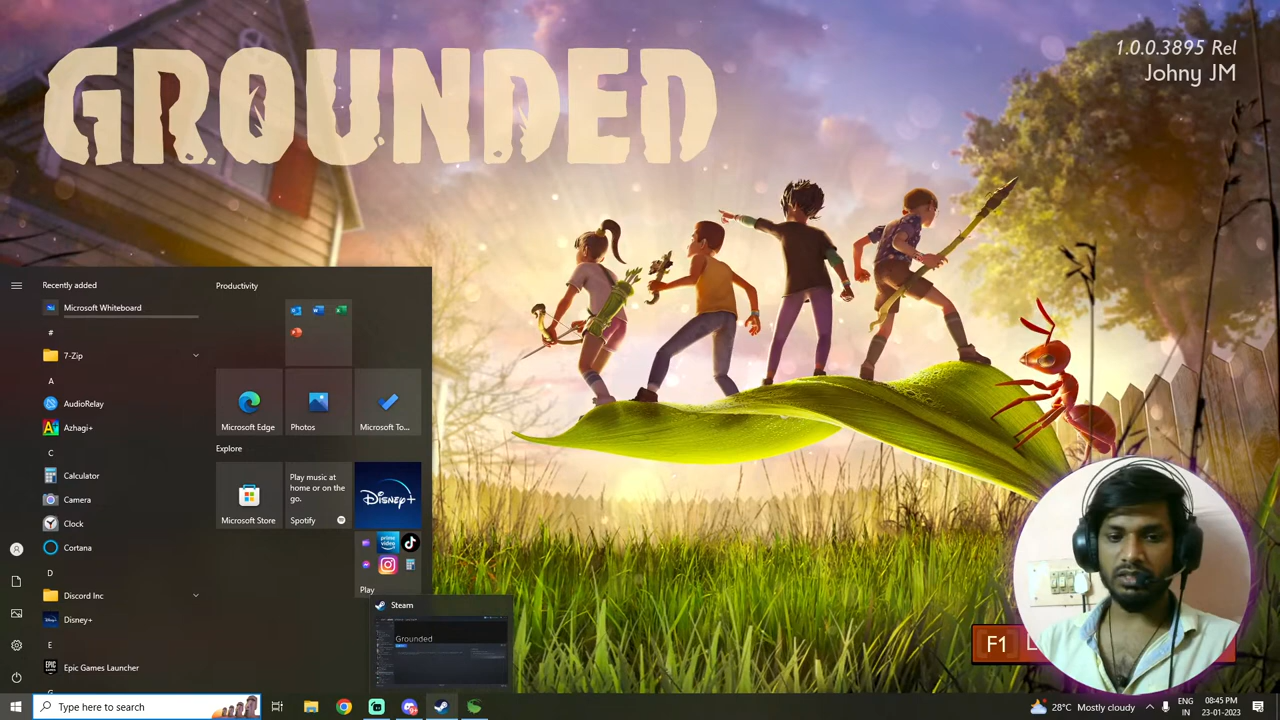 GROUNDED
1.0.0.3895 Rel
Johny JM
Recently added
Microsoft Whiteboard
#
7-Zip
A
AudioRelay
Azhagi+
C
Calculator
Camera
Clock
Cortana
D
Discord Inc
Disney+
E
Epic Games Launcher
Productivity
Microsoft Edge
Photos
Microsoft To...
Explore
Microsoft Store
Play music at
home or on the
go.
Spotify
Disney+
prime video
Play
Steam
Grounded
F1
Type here to search
28°C Mostly cloudy
ENG
IN
08:45 PM
23-01-2023